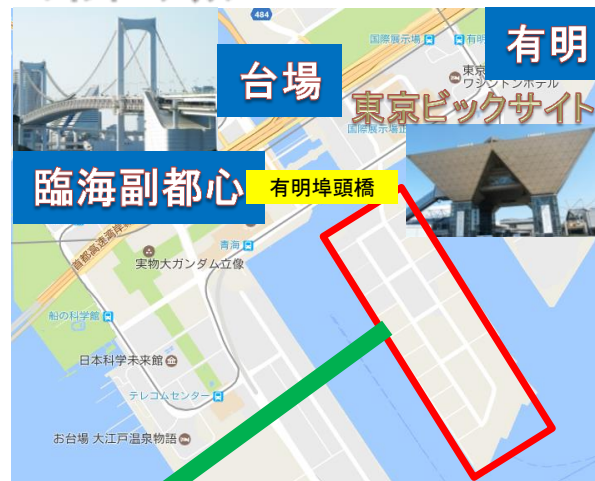 484
国際展示場
有明
台場
東京
ワシントンホテル
東京ビックサイト
国際展示場正
臨海副都心
有明埠頭橋
首都高速湾岸線
青海
実物大ガンダム立像
船の科学館
日本科学未来館
テレコムセンター
お台場 大江戸温泉物語